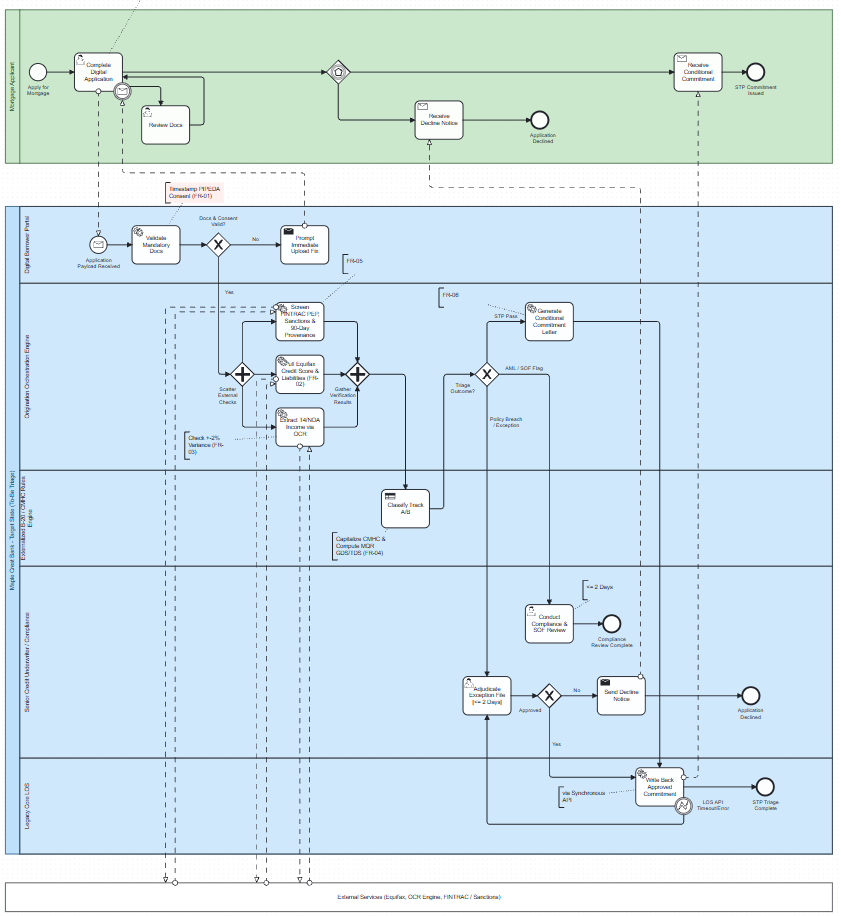 Mortgage Applicant
Apply for
Mortgage
Complete
Digital
Application
Review Docs
Receive
Decline Notice
Application
Declined
Receive
Conditional
Commitment
STP Commitment
Issued
Maple Crest Bank - Target State (To-Be Triage)
Digital Borrower Portal
Timestamp PIPEDA
Consent (FR-01)
Application
Payload Received
Validate
Mandatory
Docs
Docs & Consent
Valid?
No
Prompt
Immediate
Upload Fix
Yes
Origination Orchestration Engine
FR-05
Screen
FINTRAC PEP,
Sanctions &
90-Day
Provenance
Scatter
External
Checks
Pull Equifax
Credit Score &
Liabilities (FR-
02)
Gather
Verification
Results
Extract 14/NOA
Income via
OCR
Check +-2%
Variance (FR-
03)
FR-06
STP Pass
Generate
Conditional
Commitment
Letter
Triage
Outcome?
AML / SOF Flag
Policy Breach
/ Exception
Externalized B-20 / CMHC Rules
Engine
Classify Track
A/B
Capitalize CMHC &
Compute MQR
GDS/TDS (FR-04)
Senior Credit Underwriter / Compliance
<= 2 Days
Conduct
Compliance &
SOF Review
Compliance
Review Complete
Adjudicate
Exception File
[<= 2 Days]
Approved
No
Send Decline
Notice
Application
Declined
Yes
Legacy Core LOS
via Synchronous
API
Write Back
Approved
Commitment
LOS API
Timeout/Error
STP Triage
Complete
External Services (Equifax, OCR Engine, FINTRAC / Sanctions)